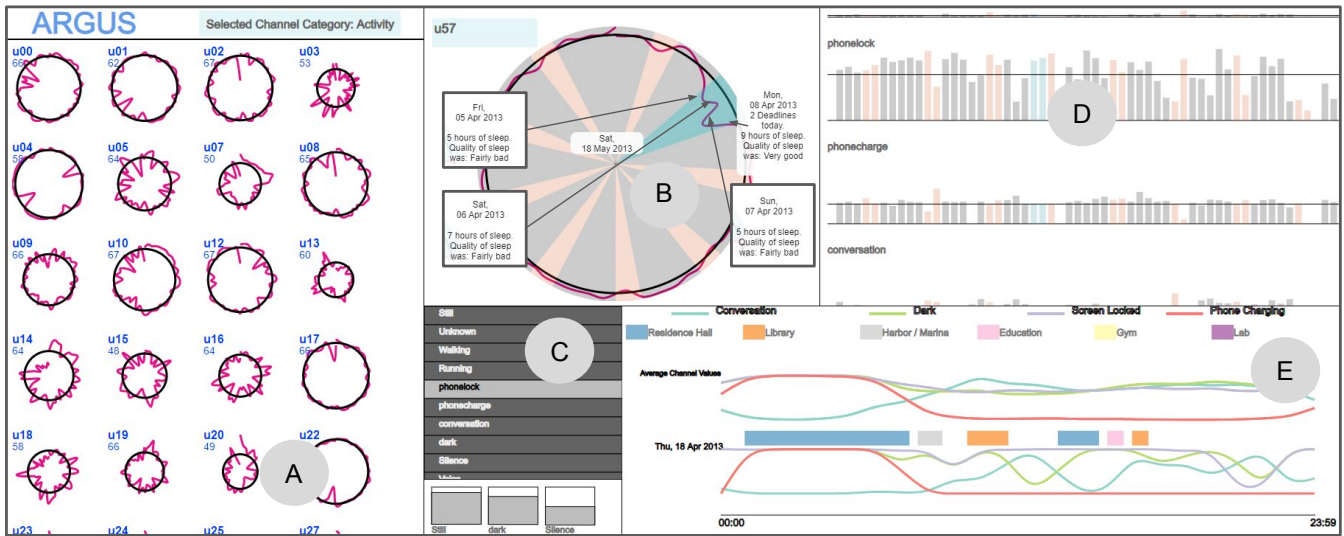 ARGUS
Selected Channel Category: Activity
u00
66
u01
62
u02
67
u03
53
u04
58
u05
64
u07
50
u08
65
u09
66
u10
67
u12
67
u13
60
u14
64
u15
48
u16
64
u17
66
u18
58
u19
66
u20
49
u22
u23
u24
u25
u27
A
u57
Fri,
05 Apr 2013
5 hours of sleep.
Quality of sleep
was: Fairly bad
Sat,
18 May 2013
Mon,
08 Apr 2013
2 Deadlines
today.
9 hours of sleep.
Quality of sleep
was: Very good
Sat,
06 Apr 2013
7 hours of sleep.
Quality of sleep
was: Fairly bad
Sun,
07 Apr 2013
5 hours of sleep.
Quality of sleep
was: Fairly bad
B
Still
Unknown
Walking
Running
phonelock
phonecharge
conversation
dark
Silence
Voice
C
Still
dark
Silence
phonelock
phonecharge
conversation
D
Conversation
Dark
Screen Locked
Phone Charging
Residence Hall
Library
Harbor / Marina
Education
Gym
Lab
E
Average Channel Values
Thu, 18 Apr 2013
00:00
23:59